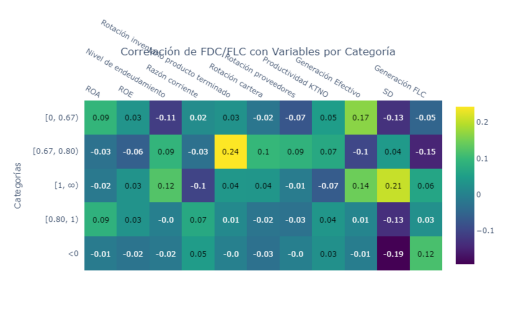 Correlación de FDC/FLC con Variables por Categoría
ROA
ROE
Nivel de endeudamiento
Razón corriente
Rotación inventario producto terminado
Rotación cartera
Rotación proveedores
Productividad KTNO
Generación Efectivo
SD
Generación FLC
Categorías
[0, 0.67) 0.09 0.03 -0.11 0.02 0.03 -0.02 -0.07 0.05 0.17 -0.13 -0.05
[0.67, 0.80) -0.03 -0.06 0.09 -0.03 0.24 0.1 0.09 0.07 -0.1 0.04 -0.15
[1, ∞) -0.02 0.03 0.12 -0.1 0.04 0.04 -0.01 -0.07 0.14 0.21 0.06
[0.80, 1) 0.09 0.03 -0.0 0.07 0.01 -0.02 -0.03 0.04 0.01 -0.13 0.03
<0 -0.01 -0.02 -0.02 0.05 -0.0 -0.03 -0.0 0.03 -0.01 -0.19 0.12
0.2
0.1
0
−0.1